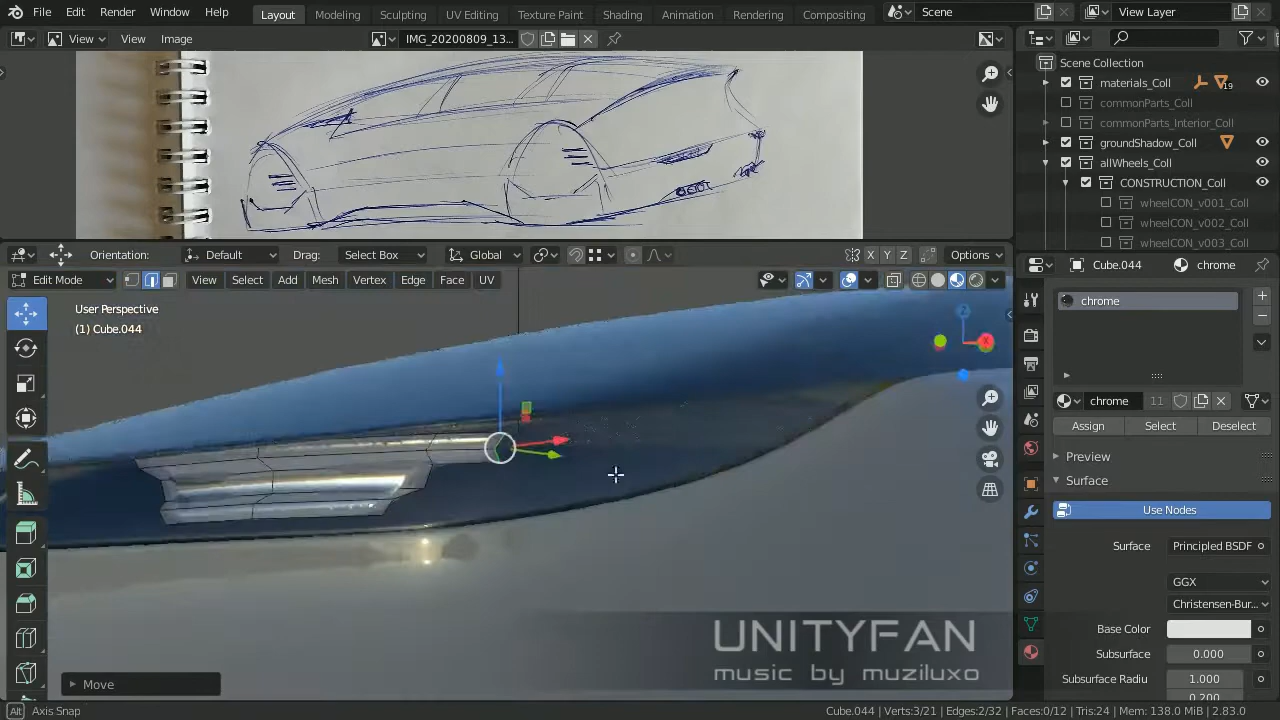 File Edit Render Window Help Layout Modeling Sculpting UV Editing Texture Paint Shading Animation Rendering Compositing Scene View Layer
View View Image IMG_20200809_13...
Scene Collection
materials_Coll 19
commonParts_Coll
commonParts_Interior_Coll
groundShadow_Coll
allWheels_Coll
CONSTRUCTION_Coll
wheelCON_v001_Coll
wheelCON_v002_Coll
wheelCON_v003_Coll
Orientation: Default Drag: Select Box Global X Y Z Options
Cube.044 chrome
Edit Mode View Select Add Mesh Vertex Edge Face UV
User Perspective
(1) Cube.044
Z
X
chrome
chrome 11
Assign Select Deselect
Preview
Surface
Use Nodes
Surface Principled BSDF
GGX
Christensen-Bur...
Base Color
Subsurface 0.000
Subsurface Radiu 1.000
0.200
UNITYFAN
music by muziluxo
Move
Alt Axis Snap Cube.044 | Verts:3/21 | Edges:2/32 | Faces:0/12 | Tris:24 | Mem: 138.0 MiB | 2.83.0